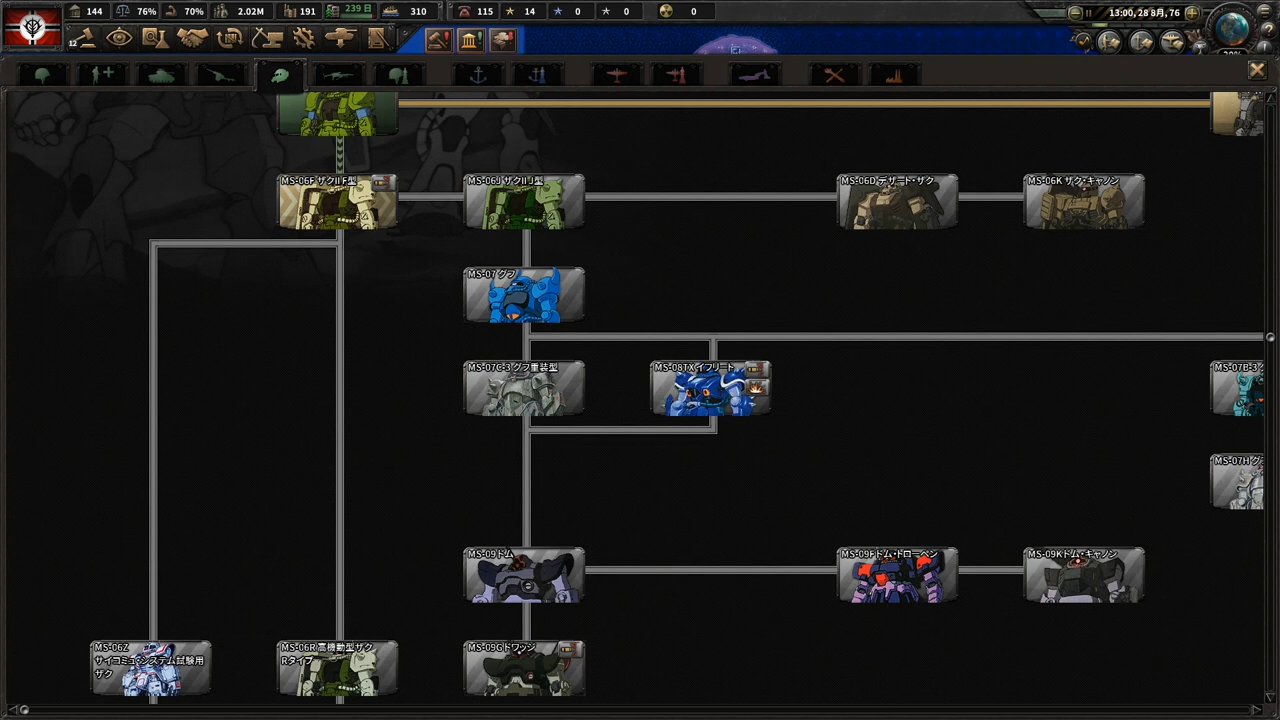 144 76% 70% 2.02M 191 239 日 310 115 14 0 0 0 13:00, 28 8月, 76
12
MS-06F ザクII F型
MS-06J ザクII J型
MS-06D デザート・ザク
MS-06K ザク・キャノン
MS-07 グフ
MS-07C-3 グフ重装型
MS-08TX イフリート
MS-07B-3
MS-07H
MS-09 ドム
MS-09F ドム・トローペン
MS-09K ドム・キャノン
MS-06Z
サイコミュ・システム試験用
ザク
MS-06R 高機動型ザク
Rタイプ
MS-09G ドワッジ